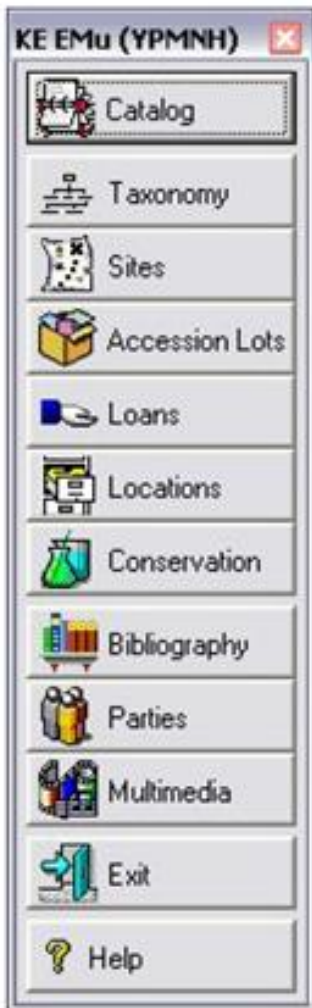 KE EMu (YPMNH)
Catalog
Taxonomy
Sites
Accession Lots
Loans
Locations
Conservation
Bibliography
Parties
Multimedia
Exit
Help